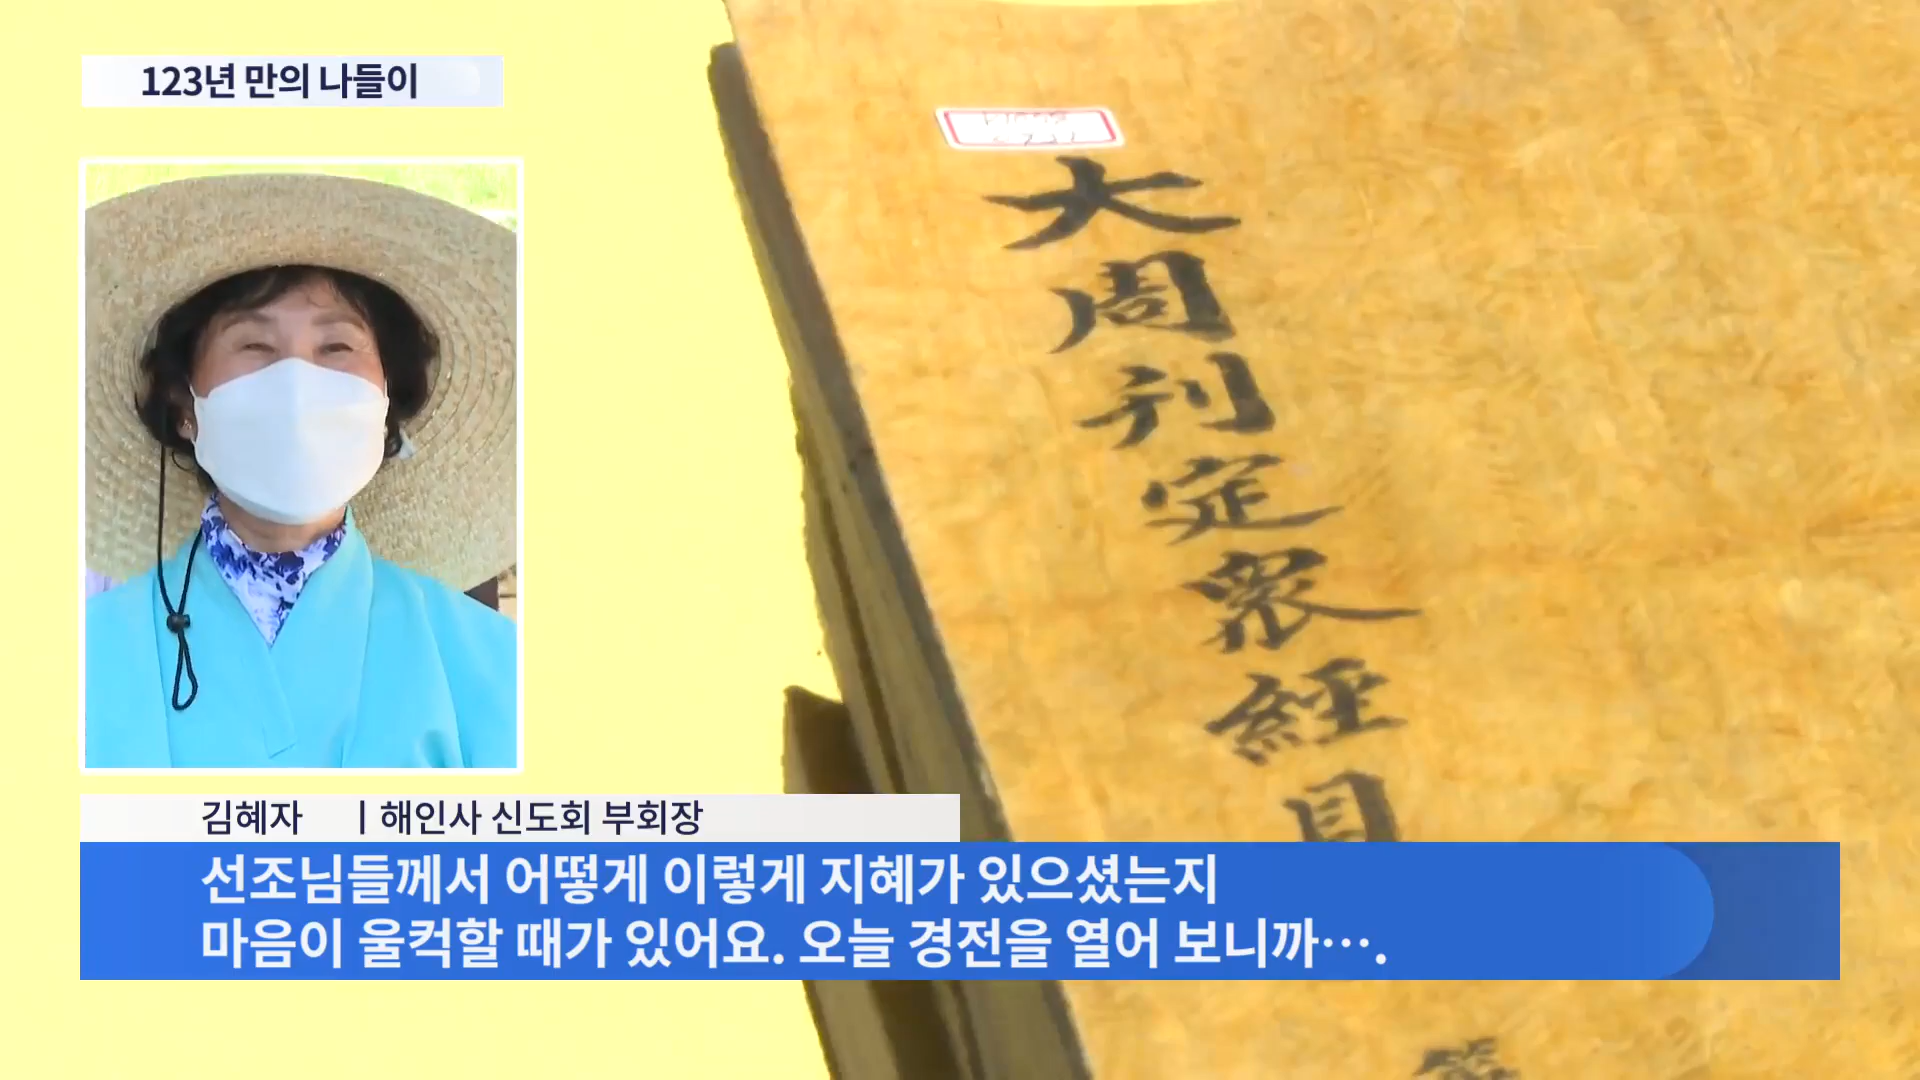 123년 만의 나들이
大周刊定衆經目
김혜자 ㅣ해인사 신도회 부회장
선조님들께서 어떻게 이렇게 지혜가 있으셨는지
마음이 울컥할 때가 있어요. 오늘 경전을 열어 보니까….